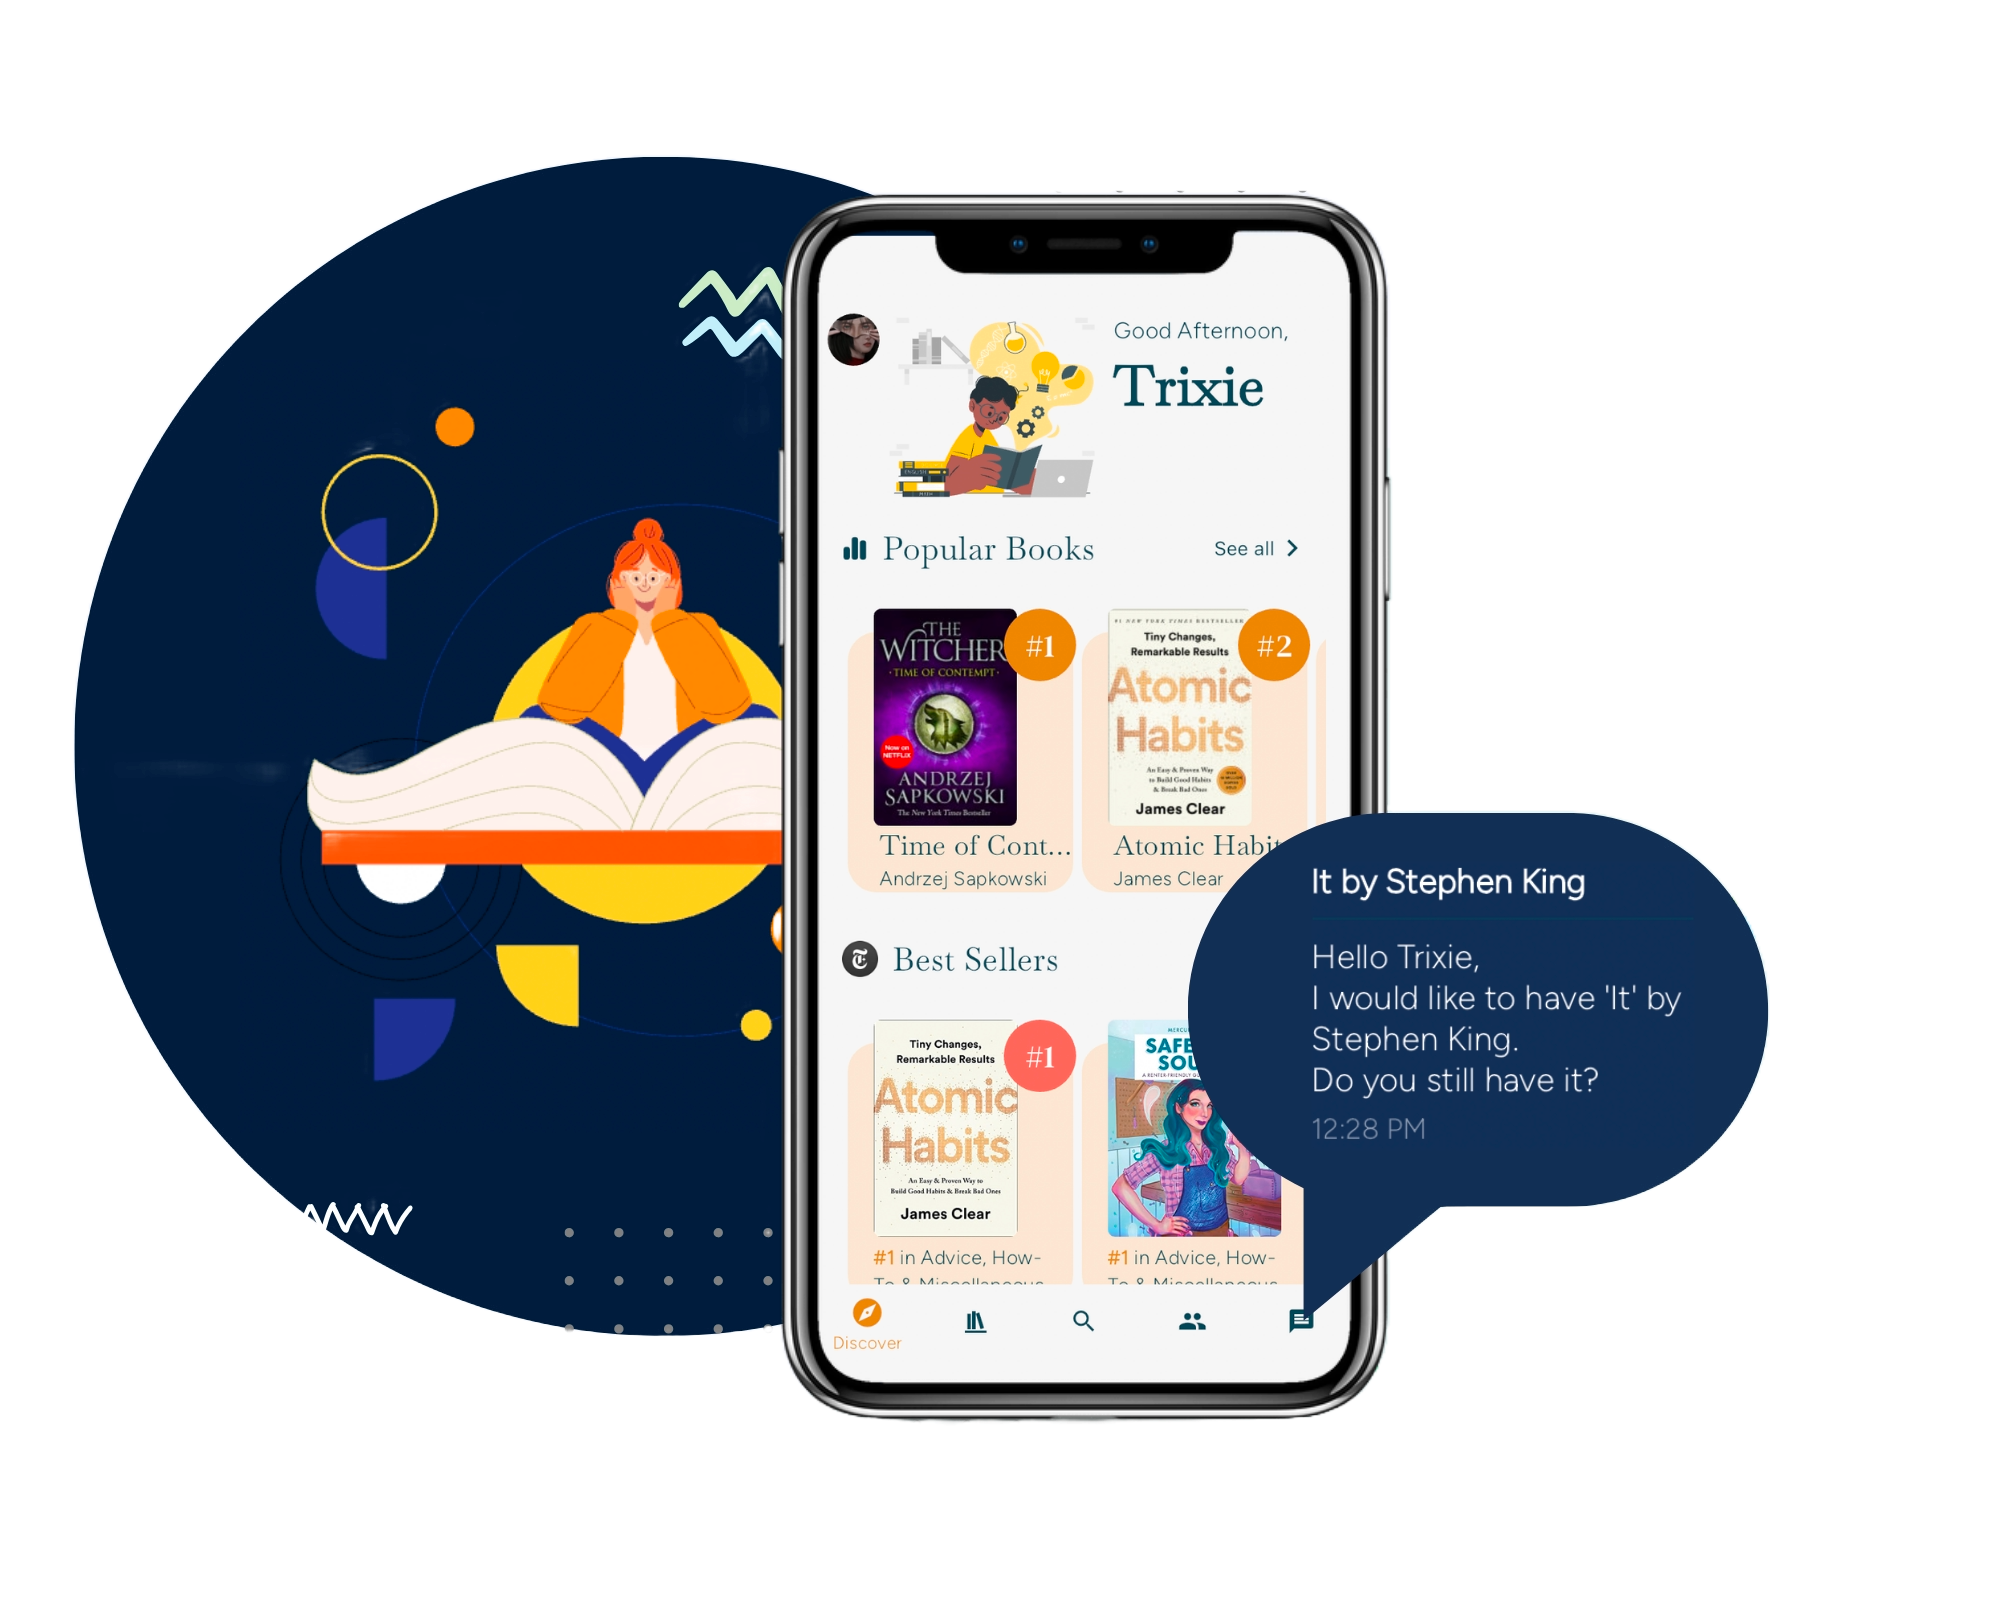 Good Afternoon,
Trixie
Popular Books
See all
THE
WITCHER
· TIME OF CONTEMPT ·
Now on
NETFLIX
ANDRZEJ
SAPKOWSKI
The New York Times Bestseller
#1
Time of Cont...
Andrzej Sapkowski
#1 NEW YORK TIMES BESTSELLER
Tiny Changes,
Remarkable Results
Atomic
Habits
An Easy & Proven Way
to Build Good Habits
& Break Bad Ones
James Clear
#2
Atomic Habit
James Clear
It by Stephen King
Hello Trixie,
I would like to have 'It' by
Stephen King.
Do you still have it?
12:28 PM
Best Sellers
Tiny Changes,
Remarkable Results
Atomic
Habits
An Easy & Proven Way to
Build Good Habits & Break Bad Ones
James Clear
#1
#1 in Advice, How-
To & Miscellaneous
SAFE
SOU
A RENTER-FRIENDLY GU
#1 in Advice, How-
To & Miscellaneous
Discover